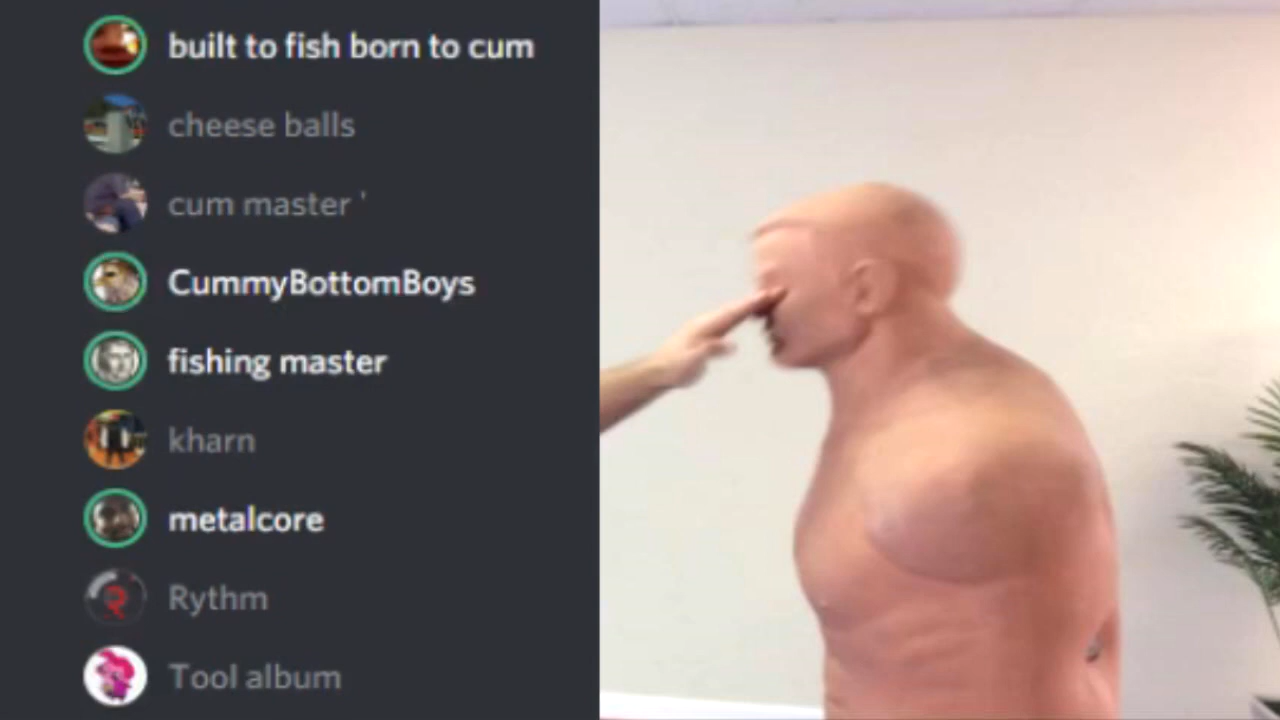 built to fish born to cum
cheese balls
cum master '
CummyBottomBoys
fishing master
kharn
metalcore
Rythm
Tool album